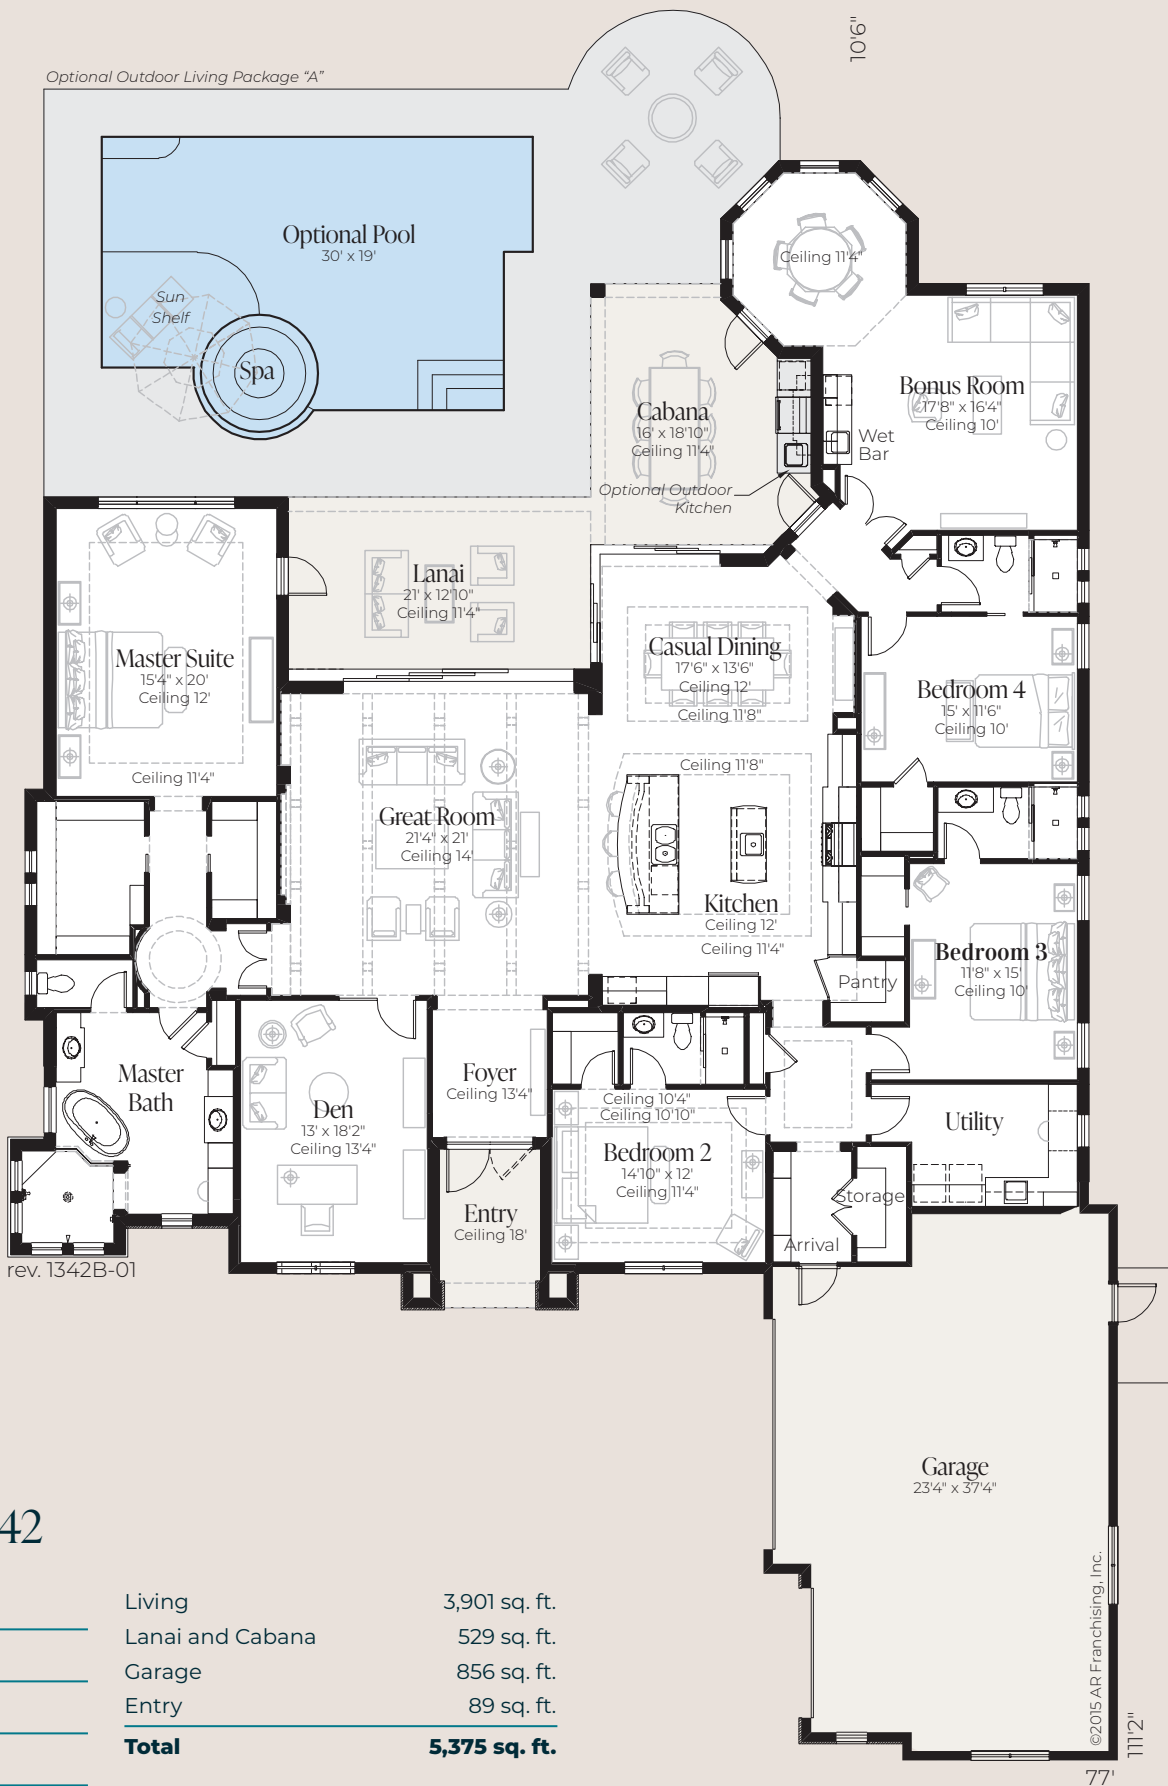 10'6"
Optional Outdoor Living Package “A”
Optional Pool
30' x 19'
Sun
Shelf
Spa
Ceiling 11'4"
Bonus Room
17'8" x 16'4"
Ceiling 10'
Wet
Bar
Cabana
16' x 18'10"
Ceiling 11'4"
Optional Outdoor
Kitchen
Lanai
21' x 12'10"
Ceiling 11'4"
Master Suite
15'4" x 20'
Ceiling 12'
Ceiling 11'4"
Casual Dining
17'6" x 13'6"
Ceiling 12'
Ceiling 11'8"
Bedroom 4
15' x 11'6"
Ceiling 10'
Great Room
21'4" x 21'
Ceiling 14'
Ceiling 11'8"
Kitchen
Ceiling 12'
Ceiling 11'4"
Pantry
Bedroom 3
11'8" x 15'
Ceiling 10'
Master
Bath
Den
13' x 18'2"
Ceiling 13'4"
Foyer
Ceiling 13'4"
Ceiling 10'4"
Ceiling 10'10"
Bedroom 2
14'10" x 12'
Ceiling 11'4"
Utility
Storage
Arrival
Entry
Ceiling 18'
rev. 1342B-01
Garage
23'4" x 37'4"
42
Living 3,901 sq. ft.
Lanai and Cabana 529 sq. ft.
Garage 856 sq. ft.
Entry 89 sq. ft.
Total 5,375 sq. ft.
©2015 AR Franchising, Inc.
111'2"
77'